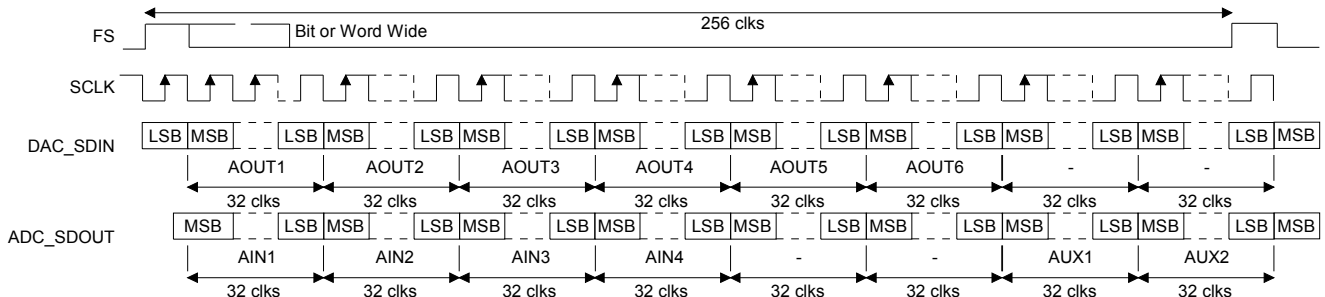 256 clks
FS Bit or Word Wide
SCLK
DAC_SDIN LSB MSB LSB MSB LSB MSB LSB MSB LSB MSB LSB MSB LSB MSB LSB MSB LSB MSB
AOUT1 AOUT2 AOUT3 AOUT4 AOUT5 AOUT6 - -
32 clks 32 clks 32 clks 32 clks 32 clks 32 clks 32 clks 32 clks
ADC_SDOUT MSB LSB MSB LSB MSB LSB MSB LSB MSB LSB MSB LSB MSB LSB MSB LSB MSB
AIN1 AIN2 AIN3 AIN4 - - AUX1 AUX2
32 clks 32 clks 32 clks 32 clks 32 clks 32 clks 32 clks 32 clks